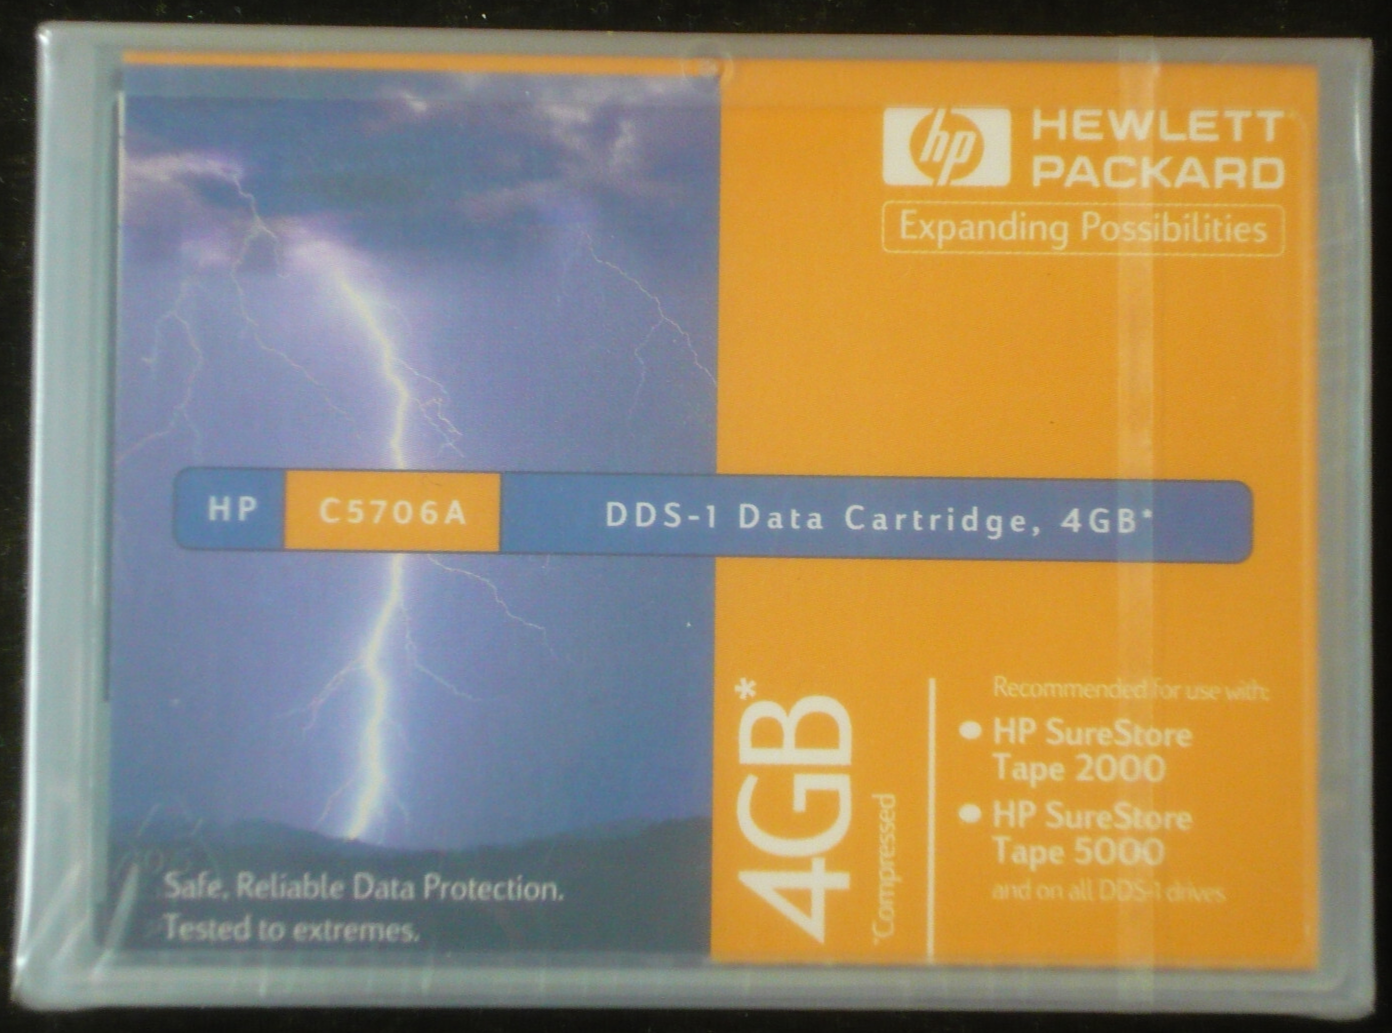 hp
HEWLETT
PACKARD
Expanding Possibilities
HP C5706A DDS-1 Data Cartridge, 4GB*
4GB*
*Compressed
Recommended for use with:
• HP SureStore
Tape 2000
• HP SureStore
Tape 5000
and on all DDS-1 drives
Safe, Reliable Data Protection.
Tested to extremes.